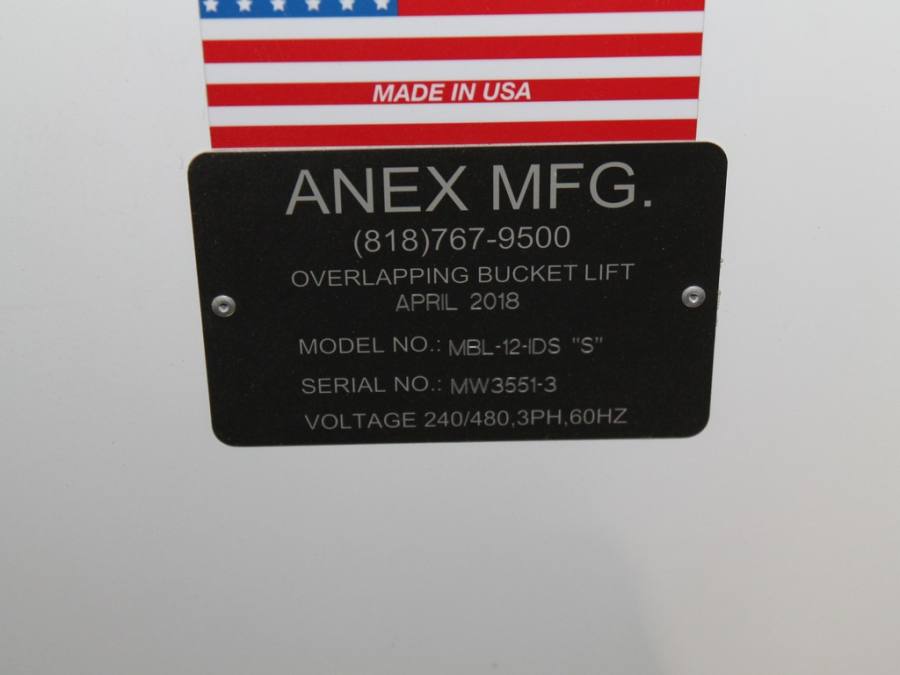 MADE IN USA
ANEX MFG.
(818)767-9500
OVERLAPPING BUCKET LIFT
APRIL 2018
MODEL NO.: MBL-12-IDS "S"
SERIAL NO.: MW3551-3
VOLTAGE 240/480,3PH,60HZ